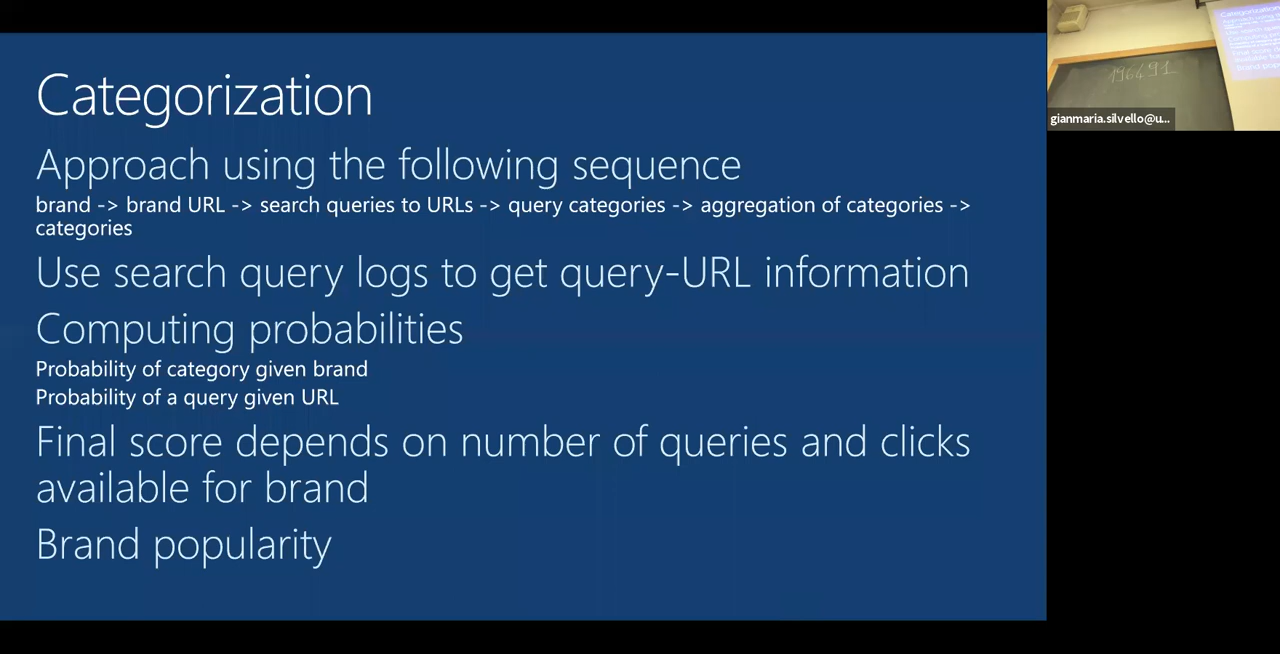 Categorization
Approach using the following sequence
brand -> brand URL -> search queries to URLs -> query categories -> aggregation of categories ->
categories
Use search query logs to get query-URL information
Computing probabilities
Probability of category given brand
Probability of a query given URL
Final score depends on number of queries and clicks
available for brand
Brand popularity
196491
gianmaria.silvello@u...
Categorization